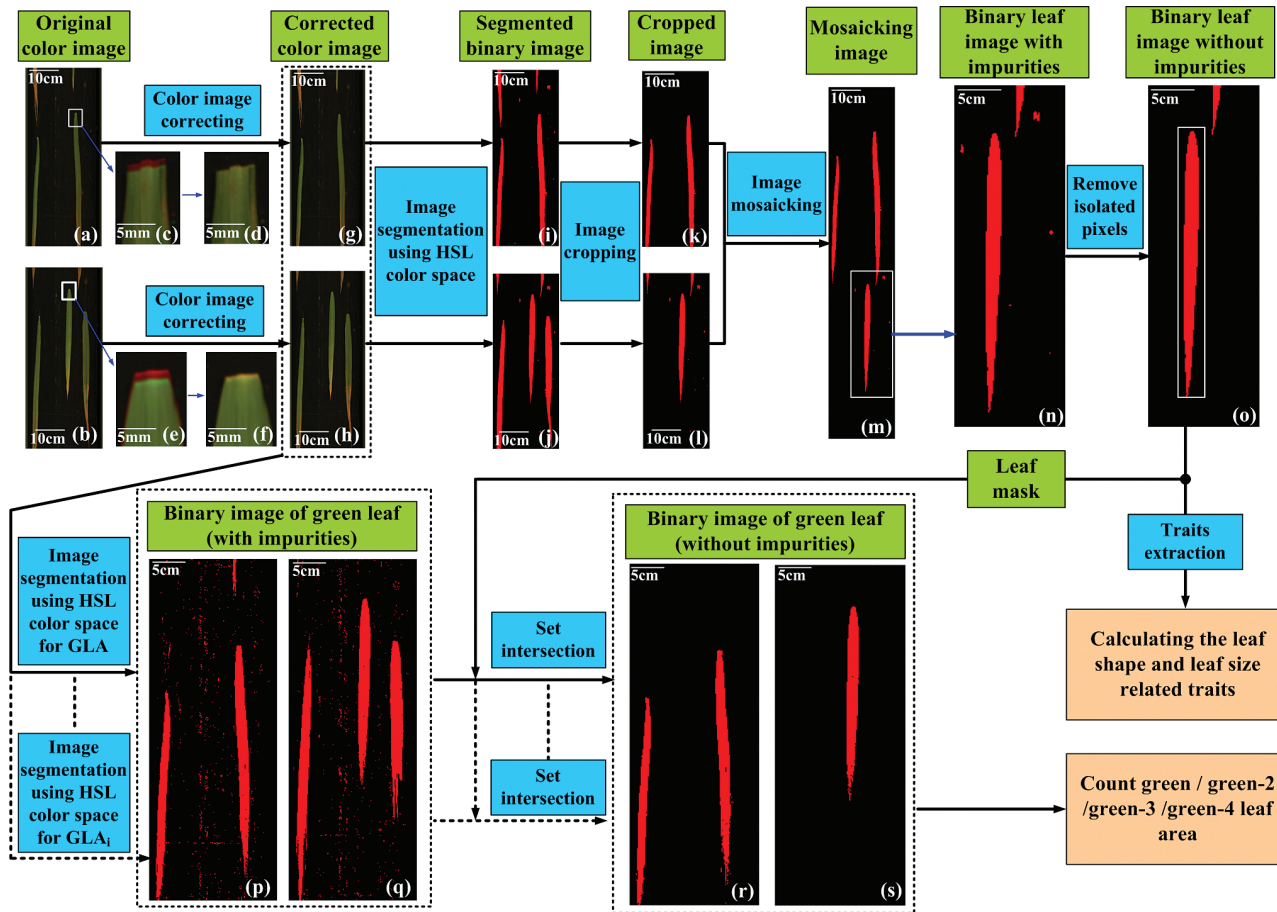 Original
color image
Corrected
color image
Segmented
binary image
Cropped
image
Mosaicking
image
Binary leaf
image with
impurities
Binary leaf
image without
impurities
10cm
(a)
Color image
correcting
5mm
(c)
5mm
(d)
10cm
(g)
Image
segmentation
using HSL
color space
10cm
(i)
Image
cropping
10cm
(k)
Image
mosaicking
10cm
(m)
5cm
(n)
Remove
isolated
pixels
5cm
(o)
10cm
(b)
Color image
correcting
5mm
(e)
5mm
(f)
10cm
(h)
10cm
(j)
10cm
(l)
Leaf
mask
Traits
extraction
Calculating the
leaf shape and
leaf size related
traits
Image
segmentation
using HSL
color space
for GLA
Image
segmentation
using HSL
color space
for GLAi
Binary image of green leaf
(with impurities)
5cm
(p)
5cm
(q)
Set
intersection
Set
intersection
Binary image of green leaf
(without impurities)
5cm
(r)
5cm
(s)
Count green / green-2
/green-3 /green-4 leaf
area